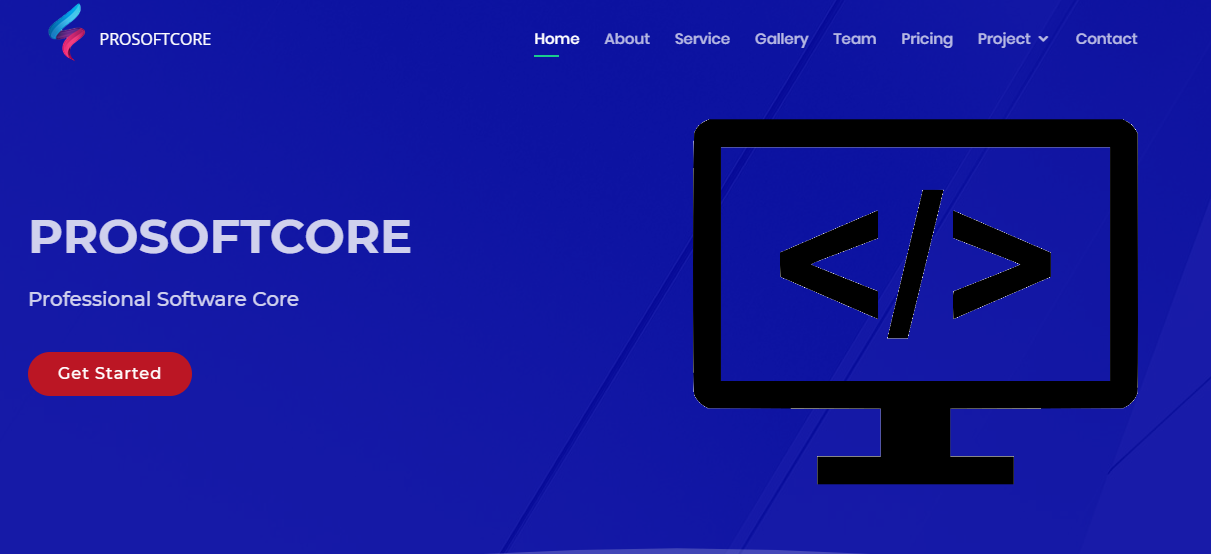 PROSOFTCORE
Home About Service Gallery Team Pricing Project Contact
PROSOFTCORE
Professional Software Core
Get Started
</>